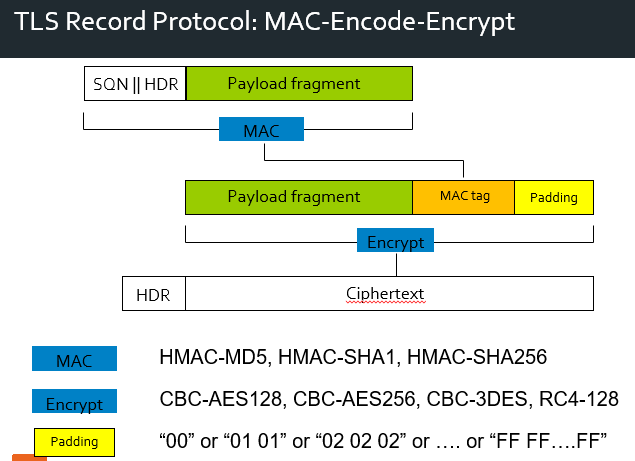 TLS Record Protocol: MAC-Encode-Encrypt
SQN || HDR Payload fragment
MAC
Payload fragment MAC tag Padding
Encrypt
HDR Ciphertext
MAC HMAC-MD5, HMAC-SHA1, HMAC-SHA256
Encrypt CBC-AES128, CBC-AES256, CBC-3DES, RC4-128
Padding “00” or “01 01” or “02 02 02” or …. or “FF FF….FF”